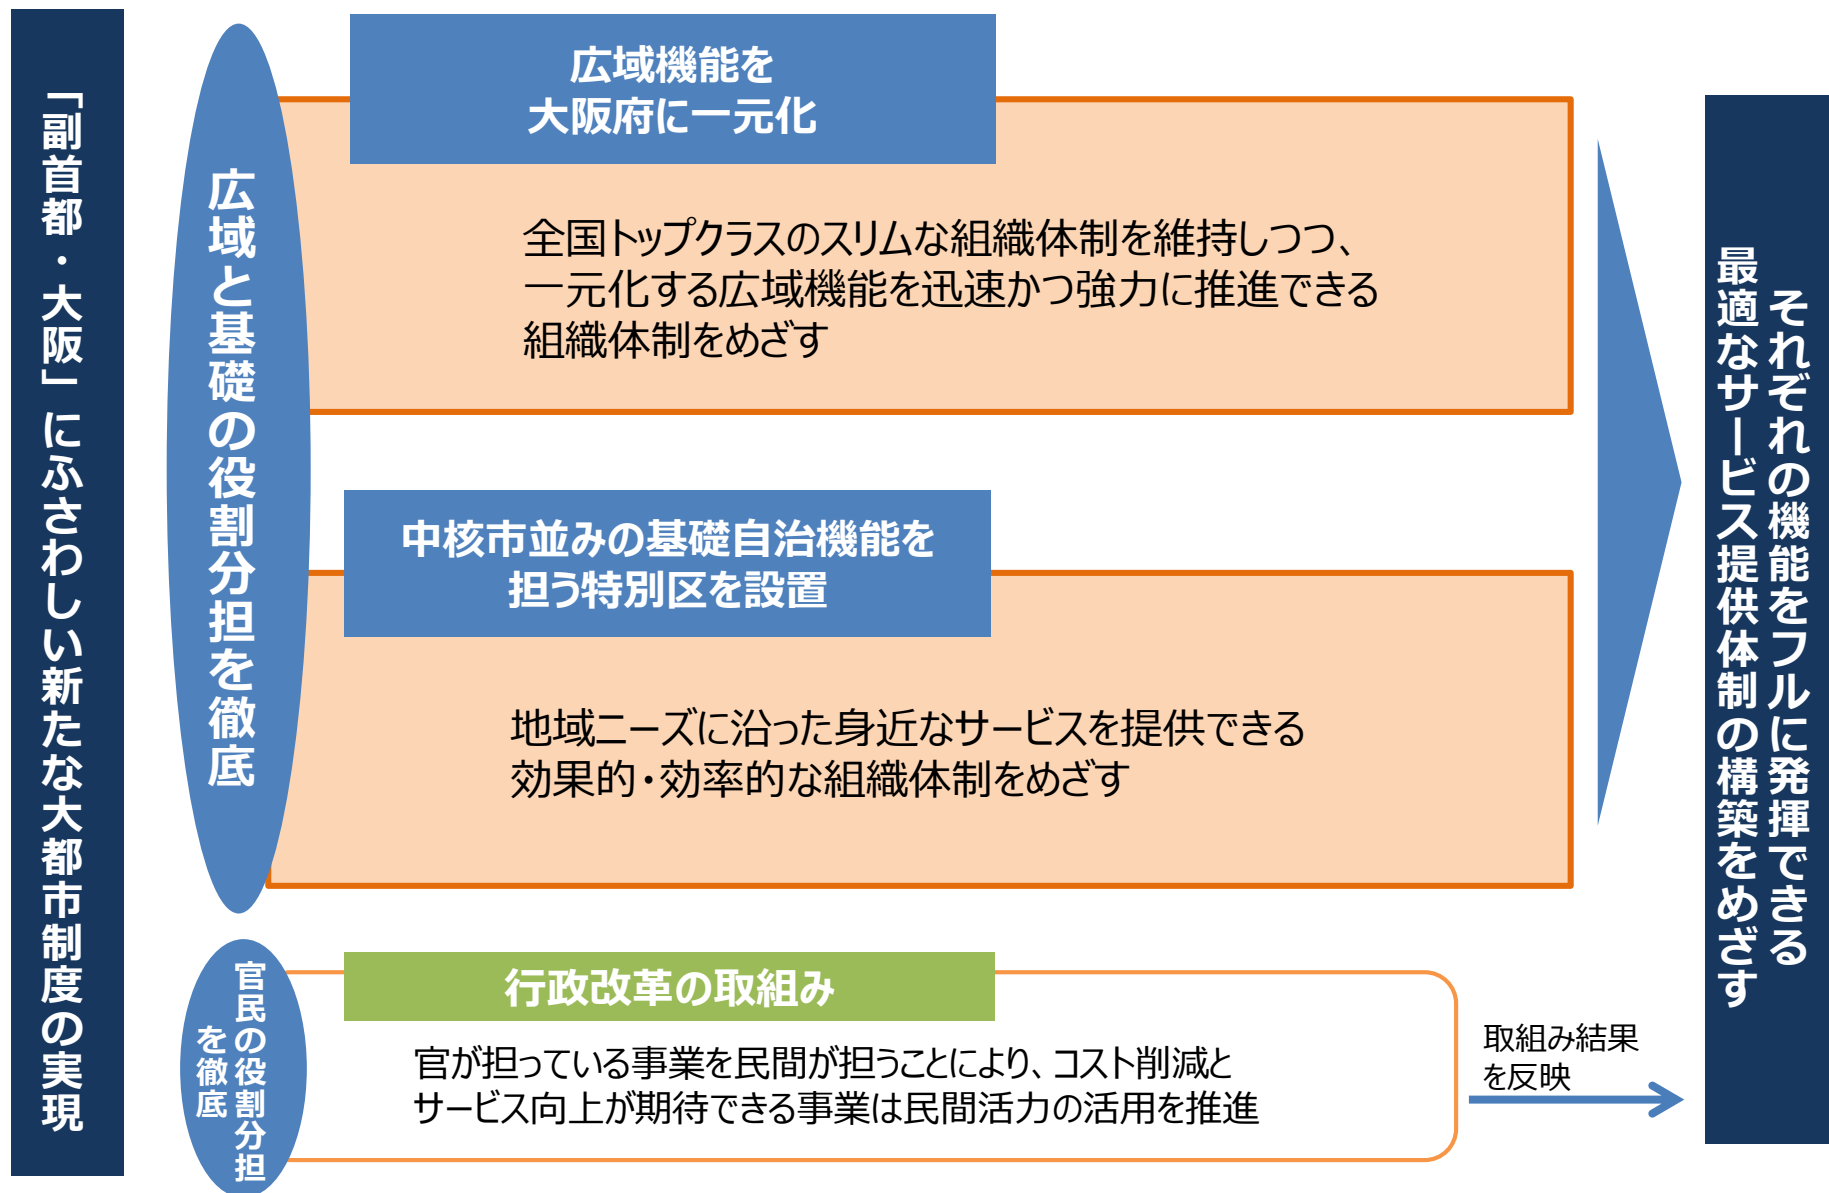 「副首都・大阪」にふさわしい新たな大都市制度の実現
広域と基礎の役割分担を徹底
広域機能を
大阪府に一元化
全国トップクラスのスリムな組織体制を維持しつつ、
一元化する広域機能を迅速かつ強力に推進できる
組織体制をめざす
中核市並みの基礎自治機能を
担う特別区を設置
地域ニーズに沿った身近なサービスを提供できる
効果的・効率的な組織体制をめざす
官民の役割分担
を徹底
行政改革の取組み
官が担っている事業を民間が担うことにより、コスト削減と
サービス向上が期待できる事業は民間活力の活用を推進
取組み結果
を反映
それぞれの機能をフルに発揮できる
最適なサービス提供体制の構築をめざす